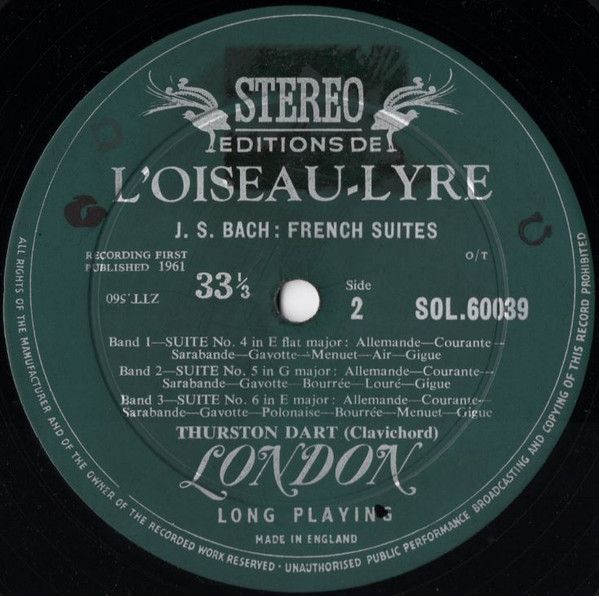 STEREO
EDITIONS DE
L'OISEAU-LYRE
J. S. BACH: FRENCH SUITES
RECORDING FIRST
PUBLISHED 1961
O/T
ZTT.560
33⅓
Side
2
SOL.60039
Band 1—SUITE No. 4 in E flat major: Allemande—Courante—
Sarabande—Gavotte—Menuet—Air—Gigue
Band 2—SUITE No. 5 in G major: Allemande—Courante—
Sarabande—Gavotte—Bourrée—Louré—Gigue
Band 3—SUITE No. 6 in E major: Allemande—Courante—
Sarabande—Gavotte—Polonaise—Bourrée—Menuet—Gigue
THURSTON DART (Clavichord)
LONDON
LONG PLAYING
MADE IN ENGLAND
ALL RIGHTS OF THE MANUFACTURER AND OF THE OWNER OF THE RECORDED WORK RESERVED · UNAUTHORISED PUBLIC PERFORMANCE BROADCASTING AND COPYING OF THIS RECORD PROHIBITED